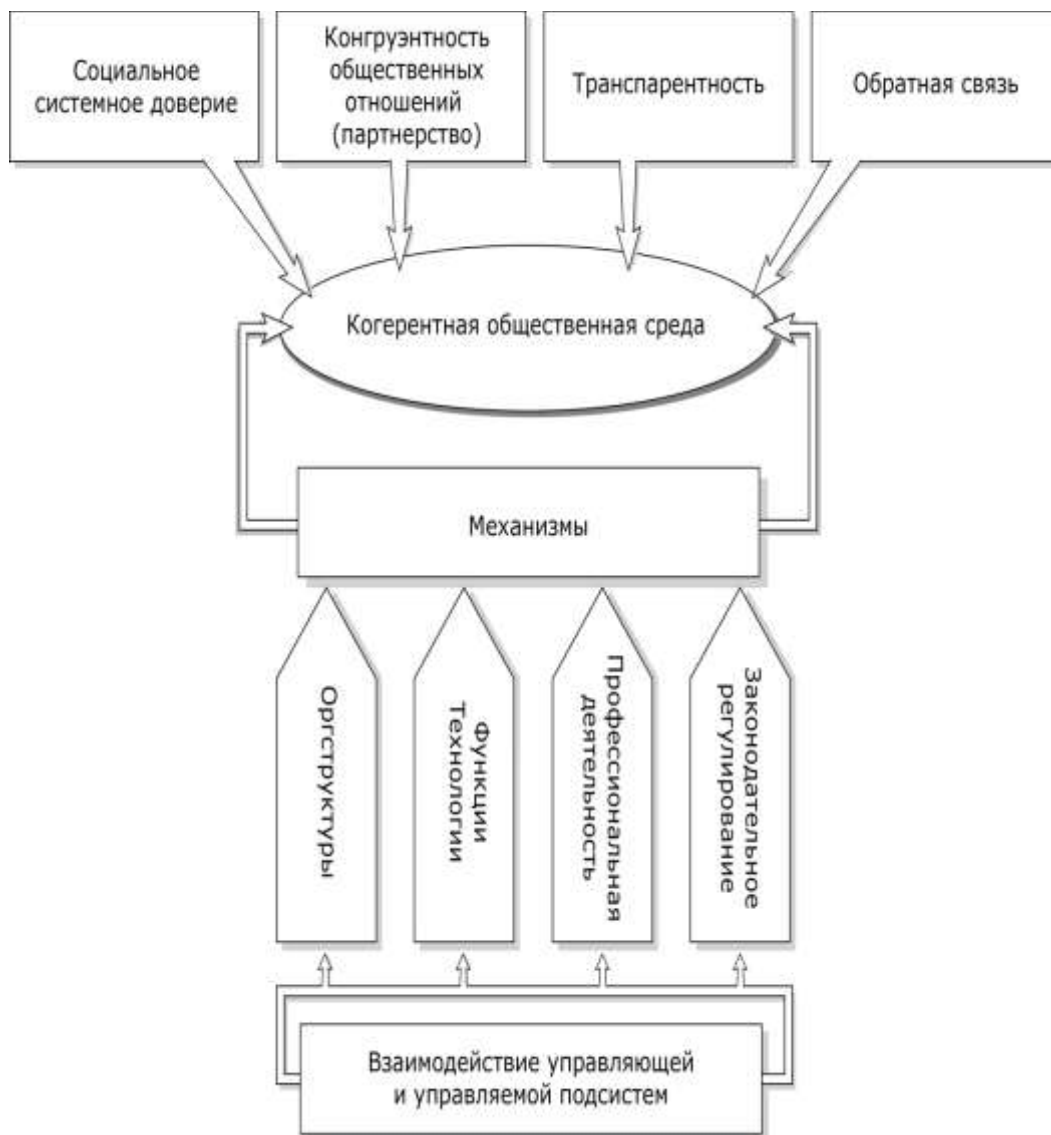 Социальное
системное доверие
Конгруэнтность
общественных
отношений
(партнерство)
Транспарентность
Обратная связь
Когерентная общественная среда
Механизмы
Оргструктуры
Функции
Технологии
Профессиональная
деятельность
Законодательное
регулирование
Взаимодействие управляющей
и управляемой подсистем